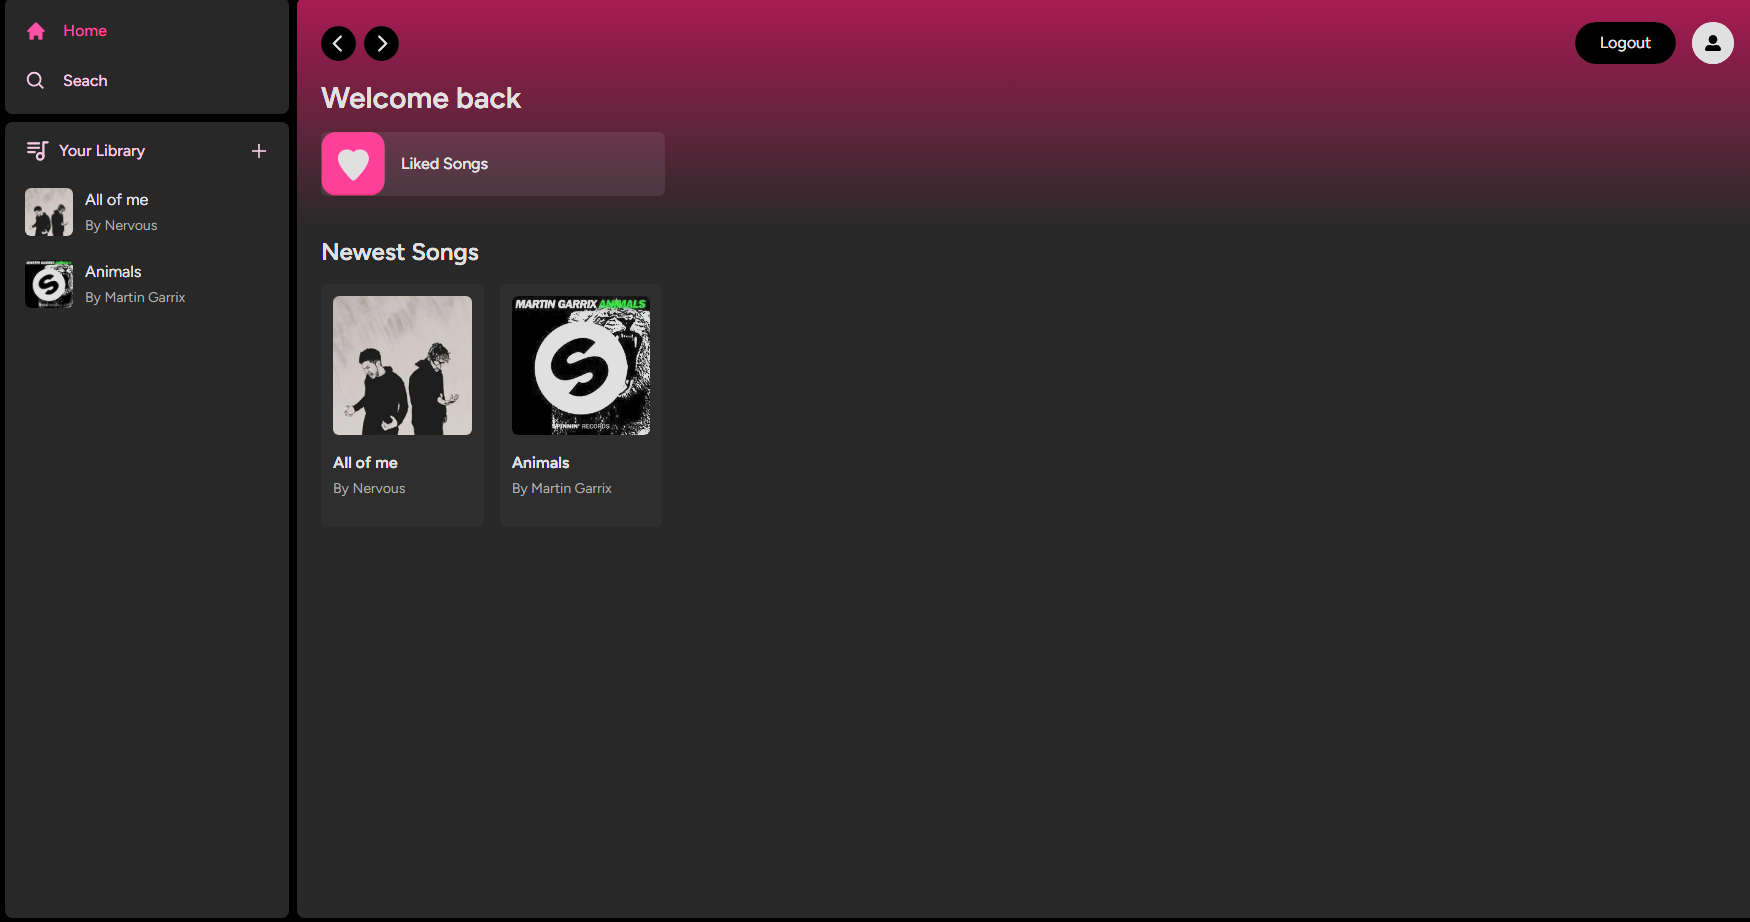 Home
Seach
Your Library
All of me
By Nervous
Animals
By Martin Garrix
Logout
Welcome back
Liked Songs
Newest Songs
MARTIN GARRIX ANIMALS
SPINNIN' RECORDS
All of me
By Nervous
Animals
By Martin Garrix